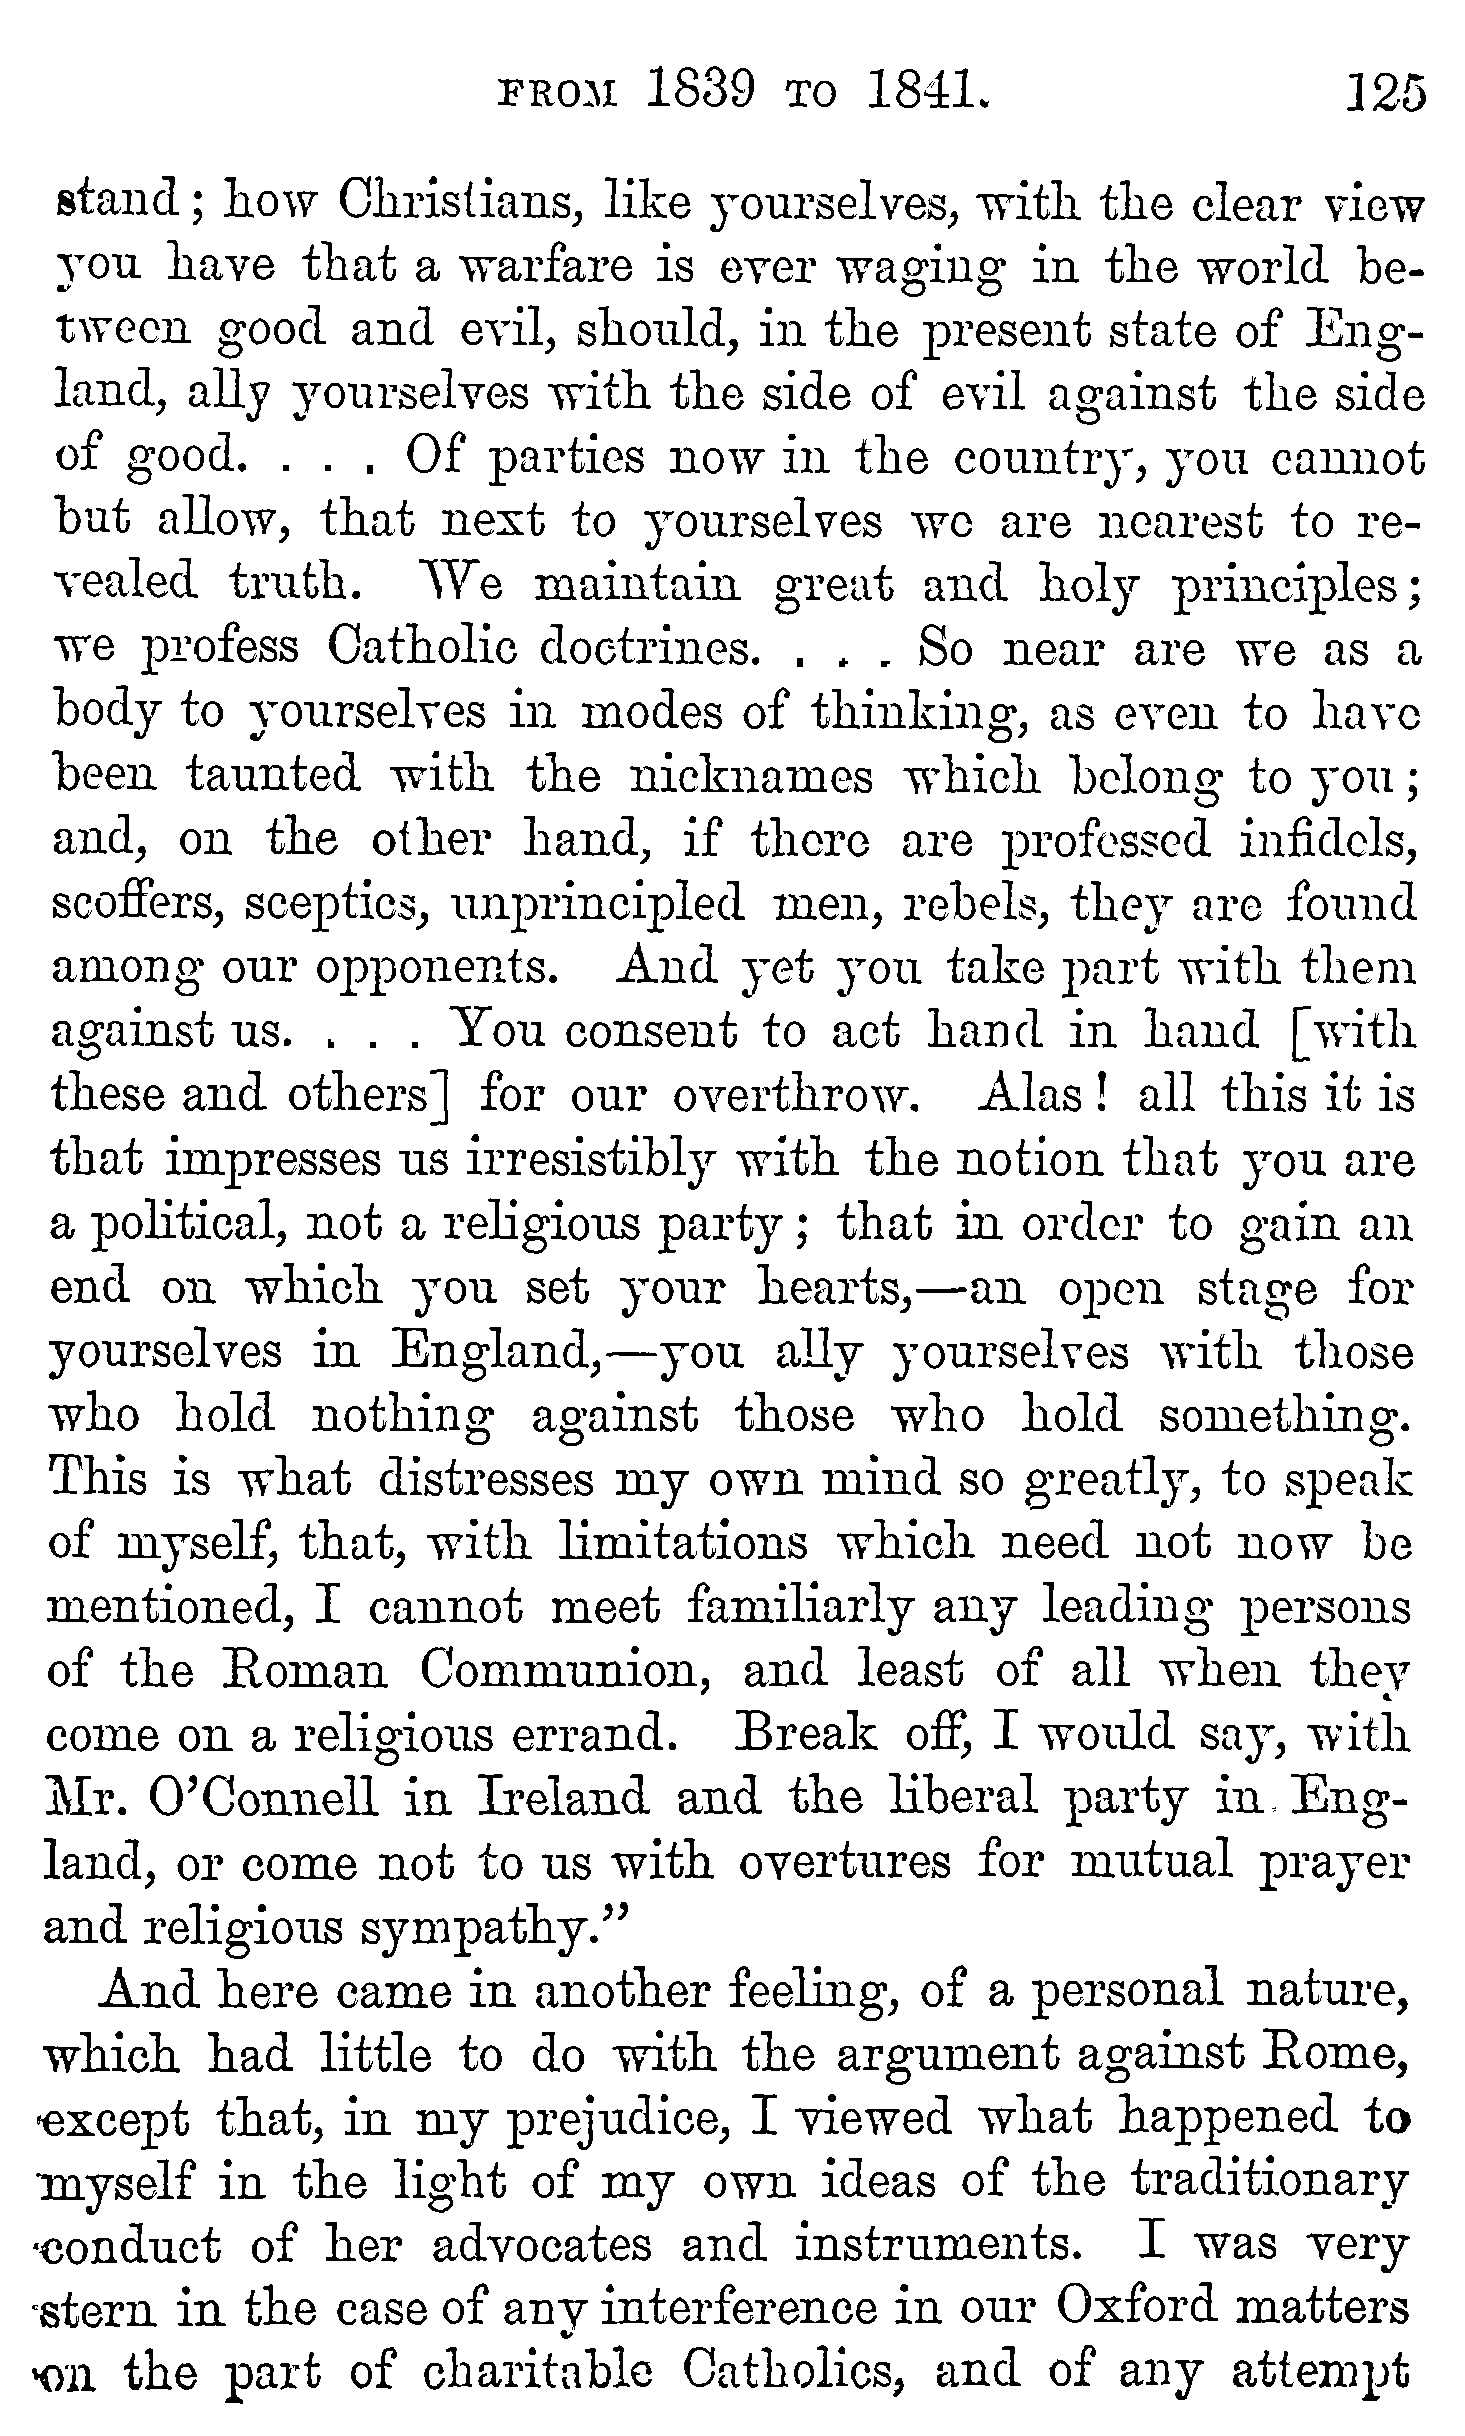 FROM 1839 TO 1841. 125
stand; how Christians, like yourselves, with the clear view
you have that a warfare is ever waging in the world be-
tween good and evil, should, in the present state of Eng-
land, ally yourselves with the side of evil against the side
of good. . . . Of parties now in the country, you cannot
but allow, that next to yourselves we are nearest to re-
vealed truth. We maintain great and holy principles;
we profess Catholic doctrines. . . . So near are we as a
body to yourselves in modes of thinking, as even to have
been taunted with the nicknames which belong to you;
and, on the other hand, if there are professed infidels,
scoffers, sceptics, unprincipled men, rebels, they are found
among our opponents. And yet you take part with them
against us. . . . You consent to act hand in hand [with
these and others] for our overthrow. Alas! all this it is
that impresses us irresistibly with the notion that you are
a political, not a religious party; that in order to gain an
end on which you set your hearts,—an open stage for
yourselves in England,—you ally yourselves with those
who hold nothing against those who hold something.
This is what distresses my own mind so greatly, to speak
of myself, that, with limitations which need not now be
mentioned, I cannot meet familiarly any leading persons
of the Roman Communion, and least of all when they
come on a religious errand. Break off, I would say, with
Mr. O'Connell in Ireland and the liberal party in Eng-
land, or come not to us with overtures for mutual prayer
and religious sympathy."
And here came in another feeling, of a personal nature,
which had little to do with the argument against Rome,
except that, in my prejudice, I viewed what happened to
myself in the light of my own ideas of the traditionary
conduct of her advocates and instruments. I was very
stern in the case of any interference in our Oxford matters
on the part of charitable Catholics, and of any attempt